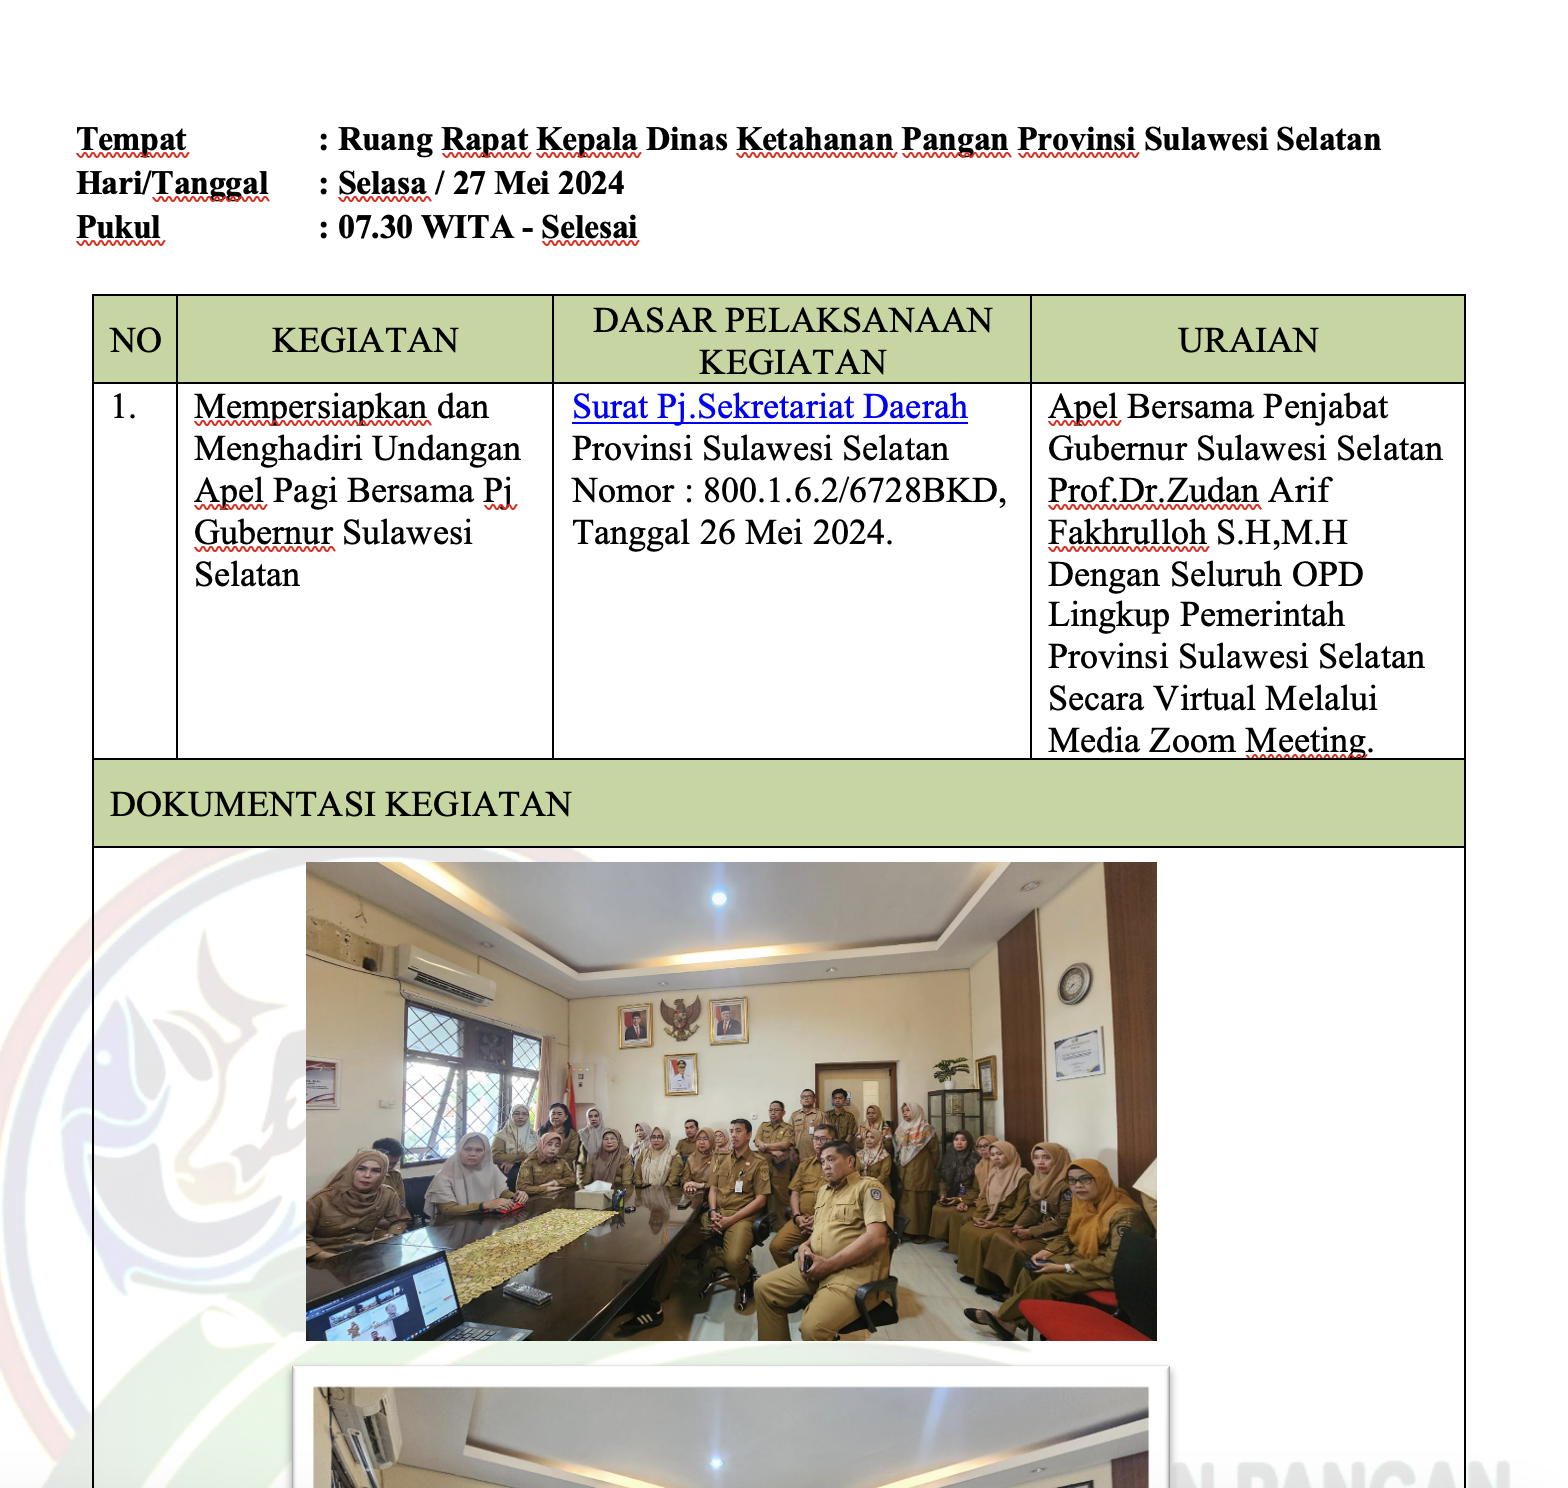 Tempat : Ruang Rapat Kepala Dinas Ketahanan Pangan Provinsi Sulawesi Selatan
Hari/Tanggal : Selasa / 27 Mei 2024
Pukul : 07.30 WITA - Selesai
NO
KEGIATAN
DASAR PELAKSANAAN
KEGIATAN
URAIAN
1.
Mempersiapkan dan
Menghadiri Undangan
Apel Pagi Bersama Pj
Gubernur Sulawesi
Selatan
Surat Pj.Sekretariat Daerah
Provinsi Sulawesi Selatan
Nomor : 800.1.6.2/6728BKD,
Tanggal 26 Mei 2024.
Apel Bersama Penjabat
Gubernur Sulawesi Selatan
Prof.Dr.Zudan Arif
Fakhrulloh S.H,M.H
Dengan Seluruh OPD
Lingkup Pemerintah
Provinsi Sulawesi Selatan
Secara Virtual Melalui
Media Zoom Meeting.
DOKUMENTASI KEGIATAN
PANGAN